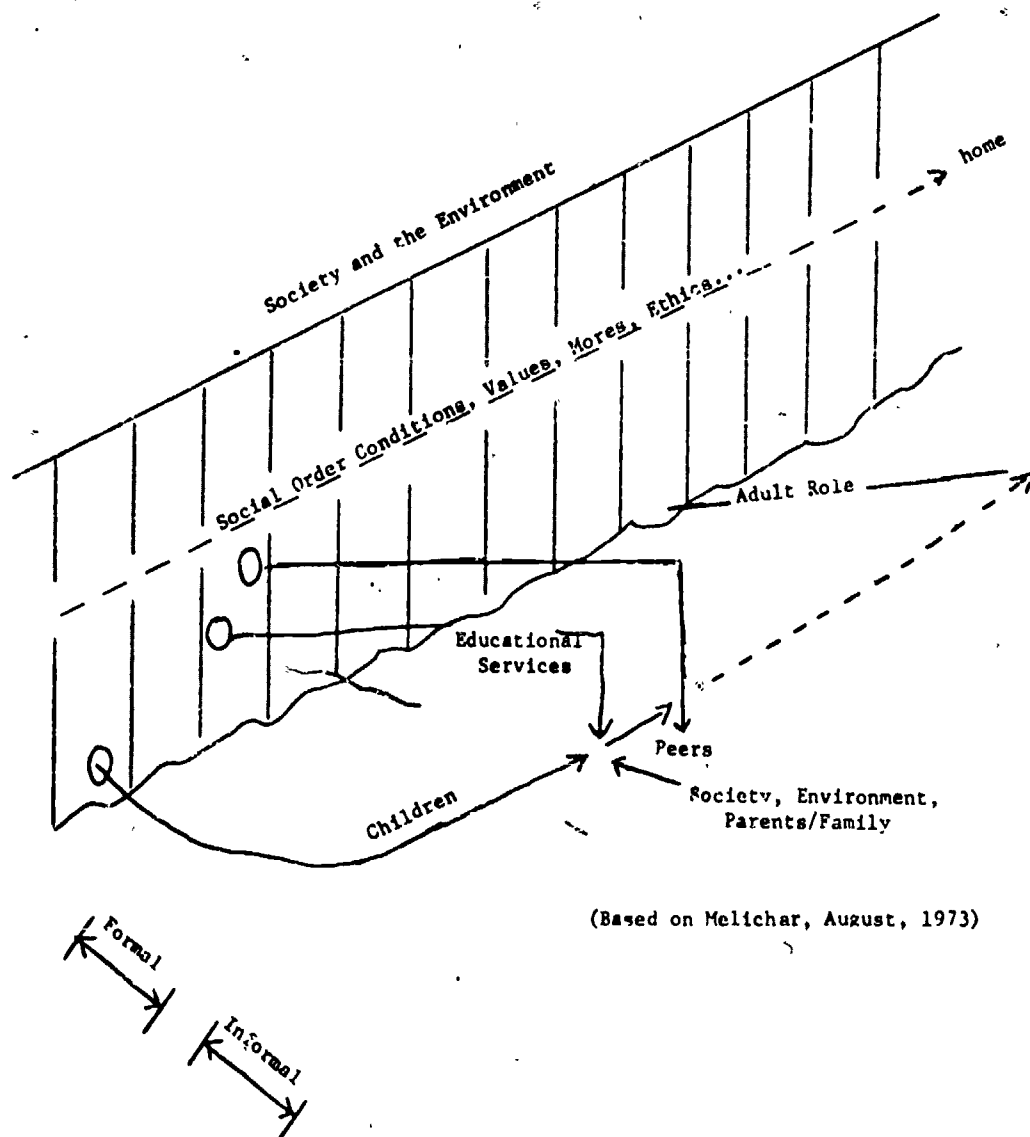 home
Society and the Environment
Social Order Conditions, Values, Mores, Ethics...
Adult Role
Educational
Services
Peers
Children
Society, Environment,
Parents/Family
(Based on Melichar, August, 1973)
Formal
Informal